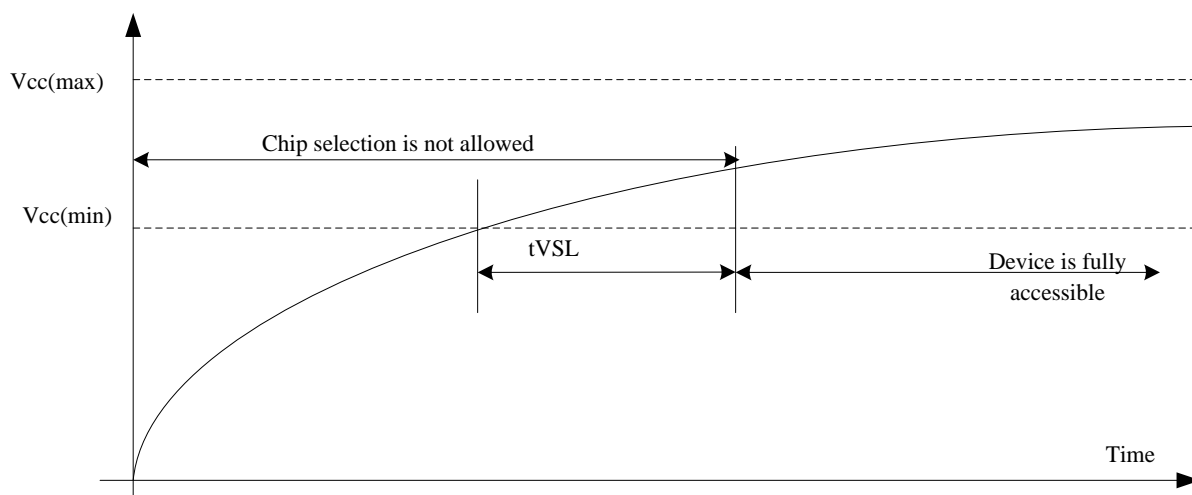 Vcc(max)
Chip selection is not allowed
Vcc(min)
tVSL
Device is fully
accessible
Time